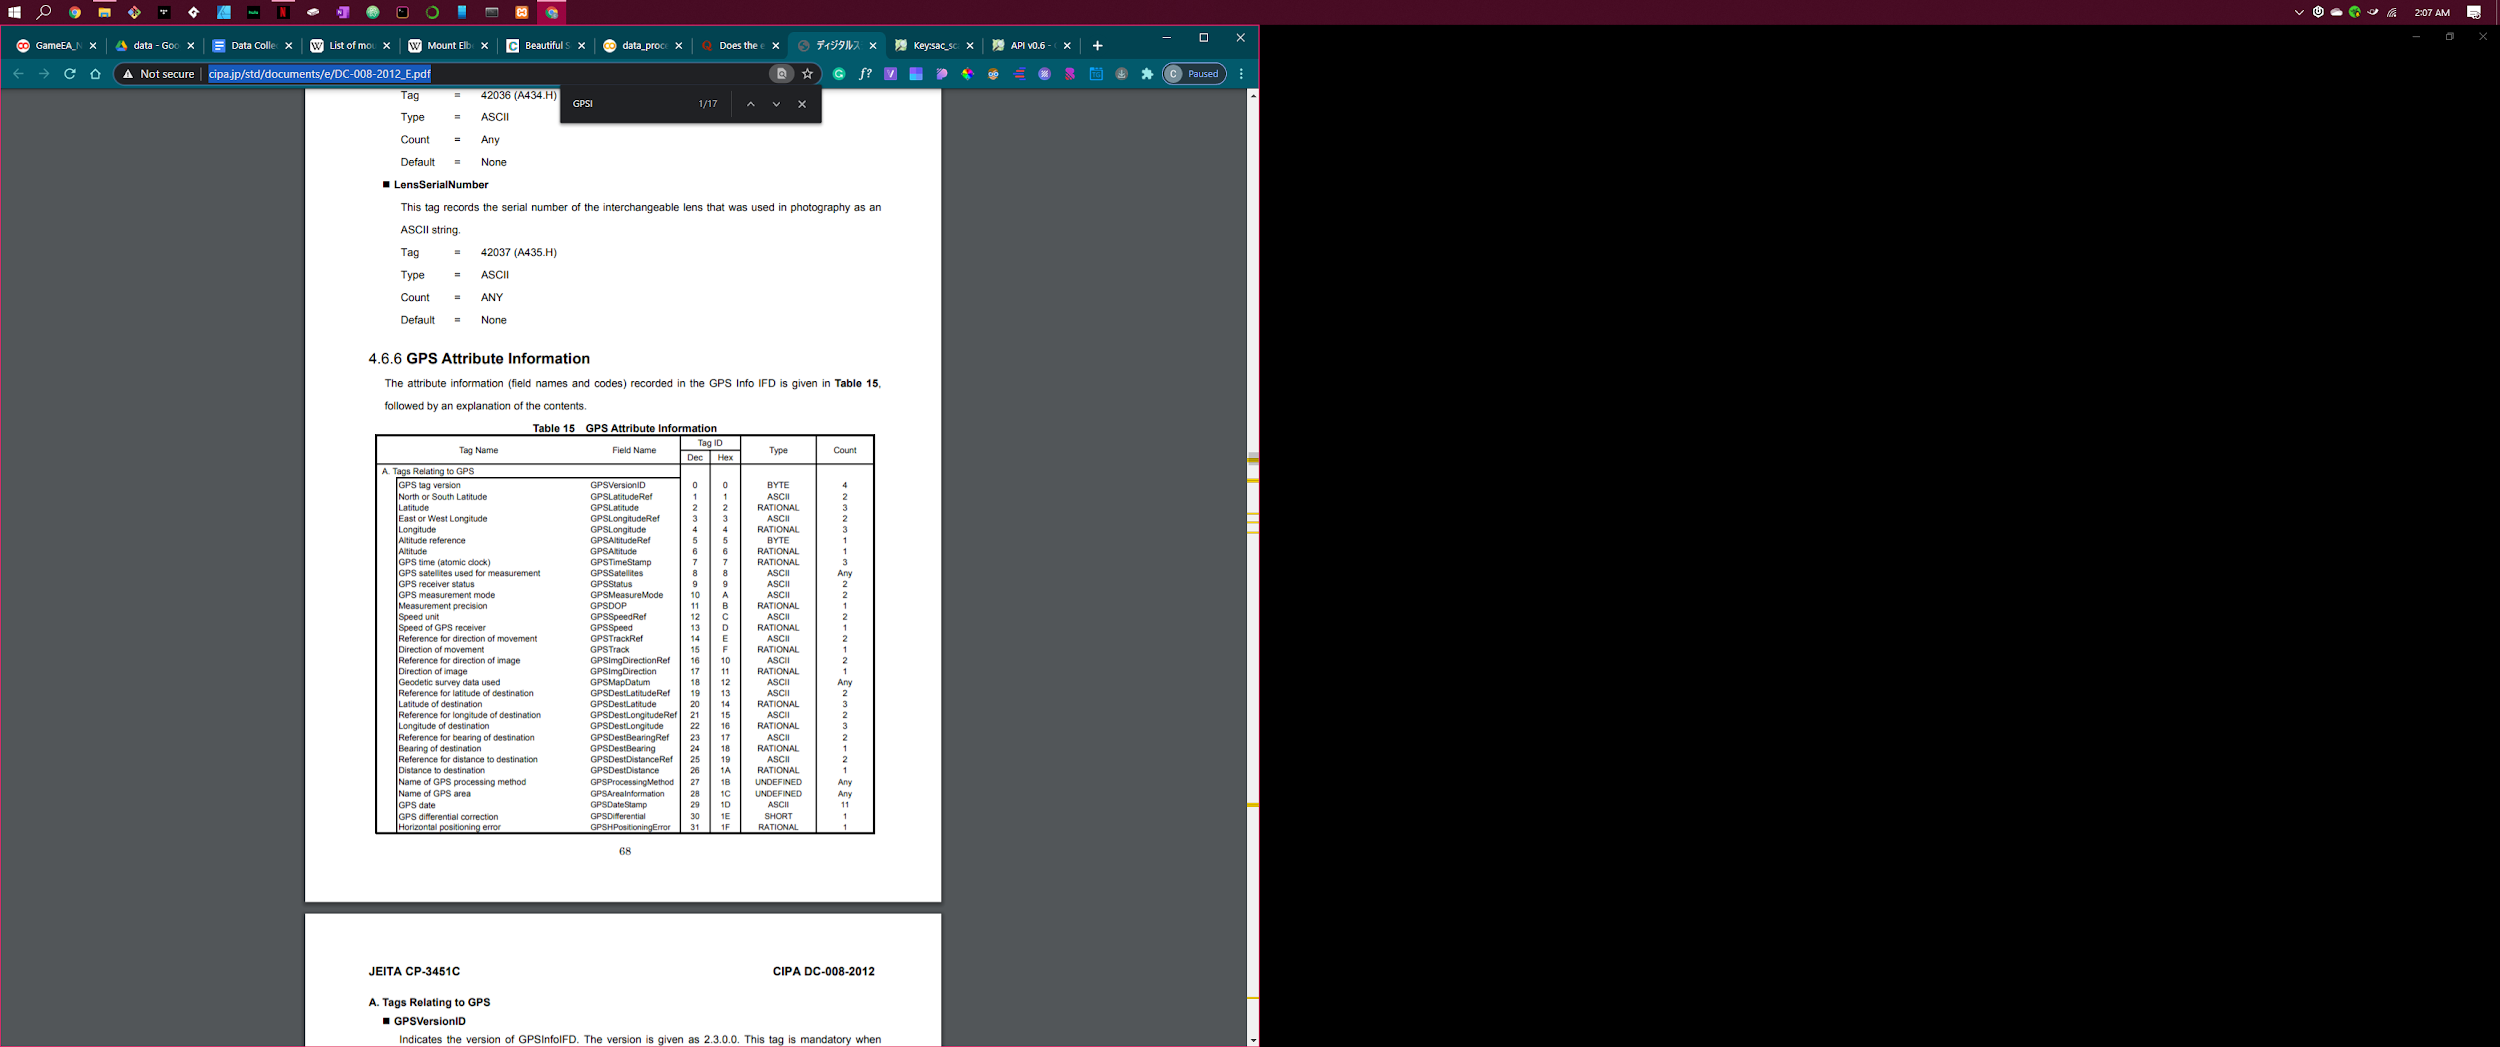 2:07 AM
GameEA_N
data - Goo
Data Colle
List of mou
Mount Elb
Beautiful S
data_proce
Does the e
ディジタルス
Key:sac_sc
API v0.6 -
Not secure cipa.jp/std/documents/e/DC-008-2012_E.pdf
Paused
GPSI 1/17
Tag = 42036 (A434.H)
Type = ASCII
Count = Any
Default = None
■ LensSerialNumber
This tag records the serial number of the interchangeable lens that was used in photography as an
ASCII string.
Tag = 42037 (A435.H)
Type = ASCII
Count = ANY
Default = None
4.6.6 GPS Attribute Information
The attribute information (field names and codes) recorded in the GPS Info IFD is given in Table 15,
followed by an explanation of the contents.
Table 15 GPS Attribute Information
Tag Name Field Name Tag ID Type Count
Dec Hex
A. Tags Relating to GPS
GPS tag version GPSVersionID 0 0 BYTE 4
North or South Latitude GPSLatitudeRef 1 1 ASCII 2
Latitude GPSLatitude 2 2 RATIONAL 3
East or West Longitude GPSLongitudeRef 3 3 ASCII 2
Longitude GPSLongitude 4 4 RATIONAL 3
Altitude reference GPSAltitudeRef 5 5 BYTE 1
Altitude GPSAltitude 6 6 RATIONAL 1
GPS time (atomic clock) GPSTimeStamp 7 7 RATIONAL 3
GPS satellites used for measurement GPSSatellites 8 8 ASCII Any
GPS receiver status GPSStatus 9 9 ASCII 2
GPS measurement mode GPSMeasureMode 10 A ASCII 2
Measurement precision GPSDOP 11 B RATIONAL 1
Speed unit GPSSpeedRef 12 C ASCII 2
Speed of GPS receiver GPSSpeed 13 D RATIONAL 1
Reference for direction of movement GPSTrackRef 14 E ASCII 2
Direction of movement GPSTrack 15 F RATIONAL 1
Reference for direction of image GPSImgDirectionRef 16 10 ASCII 2
Direction of image GPSImgDirection 17 11 RATIONAL 1
Geodetic survey data used GPSMapDatum 18 12 ASCII Any
Reference for latitude of destination GPSDestLatitudeRef 19 13 ASCII 2
Latitude of destination GPSDestLatitude 20 14 RATIONAL 3
Reference for longitude of destination GPSDestLongitudeRef 21 15 ASCII 2
Longitude of destination GPSDestLongitude 22 16 RATIONAL 3
Reference for bearing of destination GPSDestBearingRef 23 17 ASCII 2
Bearing of destination GPSDestBearing 24 18 RATIONAL 1
Reference for distance to destination GPSDestDistanceRef 25 19 ASCII 2
Distance to destination GPSDestDistance 26 1A RATIONAL 1
Name of GPS processing method GPSProcessingMethod 27 1B UNDEFINED Any
Name of GPS area GPSAreaInformation 28 1C UNDEFINED Any
GPS date GPSDateStamp 29 1D ASCII 11
GPS differential correction GPSDifferential 30 1E SHORT 1
Horizontal positioning error GPSHPositioningError 31 1F RATIONAL 1
68
JEITA CP-3451C CIPA DC-008-2012
A. Tags Relating to GPS
■ GPSVersionID
Indicates the version of GPSInfoIFD. The version is given as 2.3.0.0. This tag is mandatory when